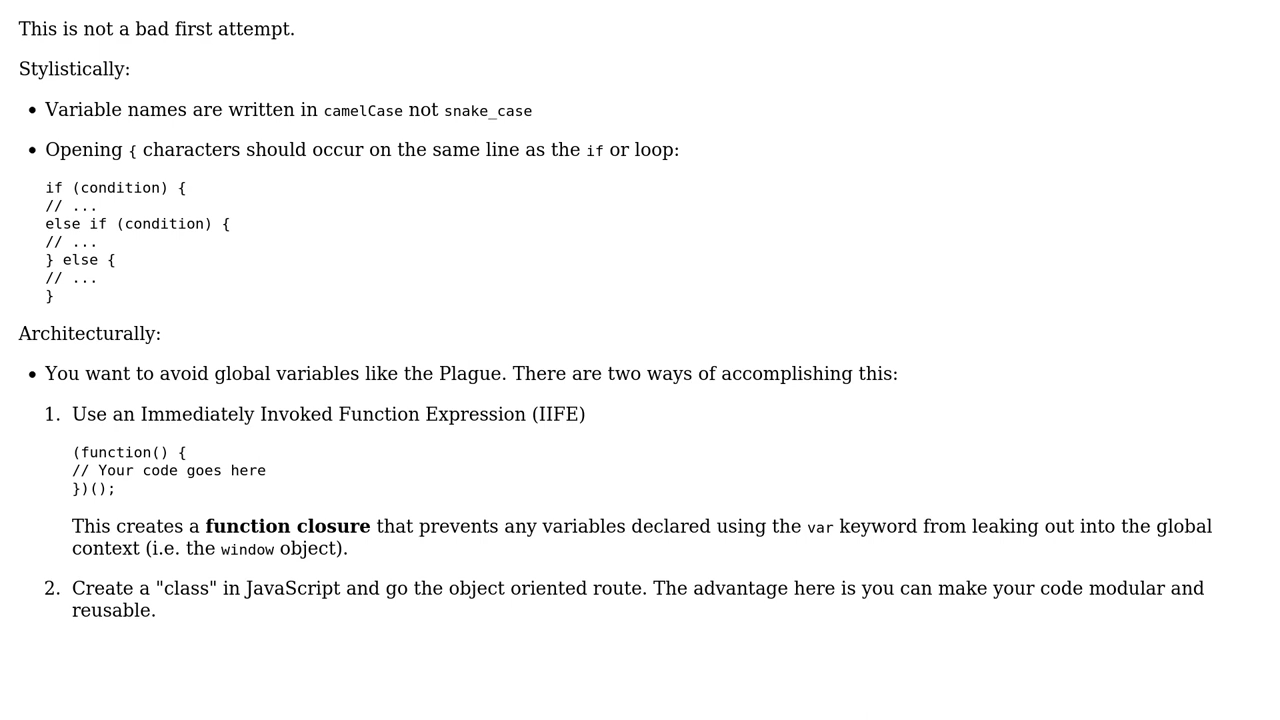 This is not a bad first attempt.
Stylistically:
• Variable names are written in camelCase not snake_case
• Opening { characters should occur on the same line as the if or loop:
if (condition) {
// ...
else if (condition) {
// ...
} else {
// ...
}
Architecturally:
• You want to avoid global variables like the Plague. There are two ways of accomplishing this:
1. Use an Immediately Invoked Function Expression (IIFE)
(function() {
// Your code goes here
})();
This creates a function closure that prevents any variables declared using the var keyword from leaking out into the global
context (i.e. the window object).
2. Create a "class" in JavaScript and go the object oriented route. The advantage here is you can make your code modular and
reusable.